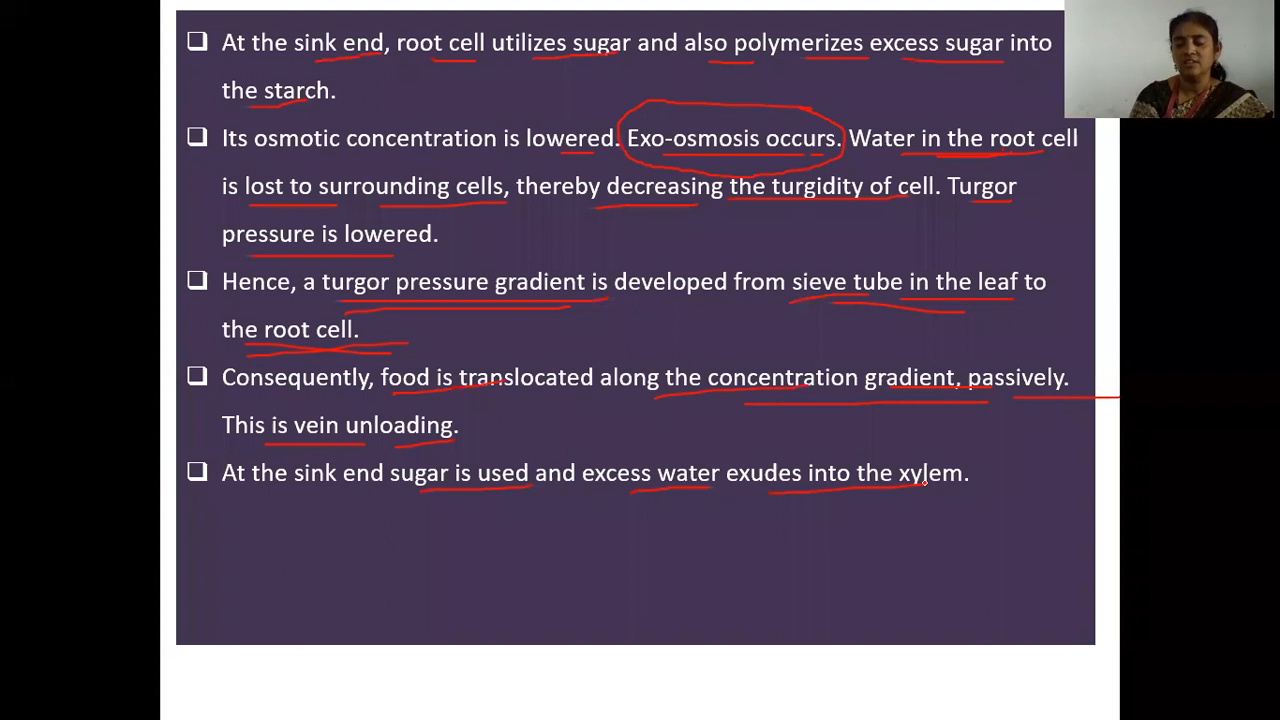 At the sink end, root cell utilizes sugar and also polymerizes excess sugar into
the starch.
Its osmotic concentration is lowered. Exo-osmosis occurs. Water in the root cell
is lost to surrounding cells, thereby decreasing the turgidity of cell. Turgor
pressure is lowered.
Hence, a turgor pressure gradient is developed from sieve tube in the leaf to
the root cell.
Consequently, food is translocated along the concentration gradient, passively.
This is vein unloading.
At the sink end sugar is used and excess water exudes into the xylem.